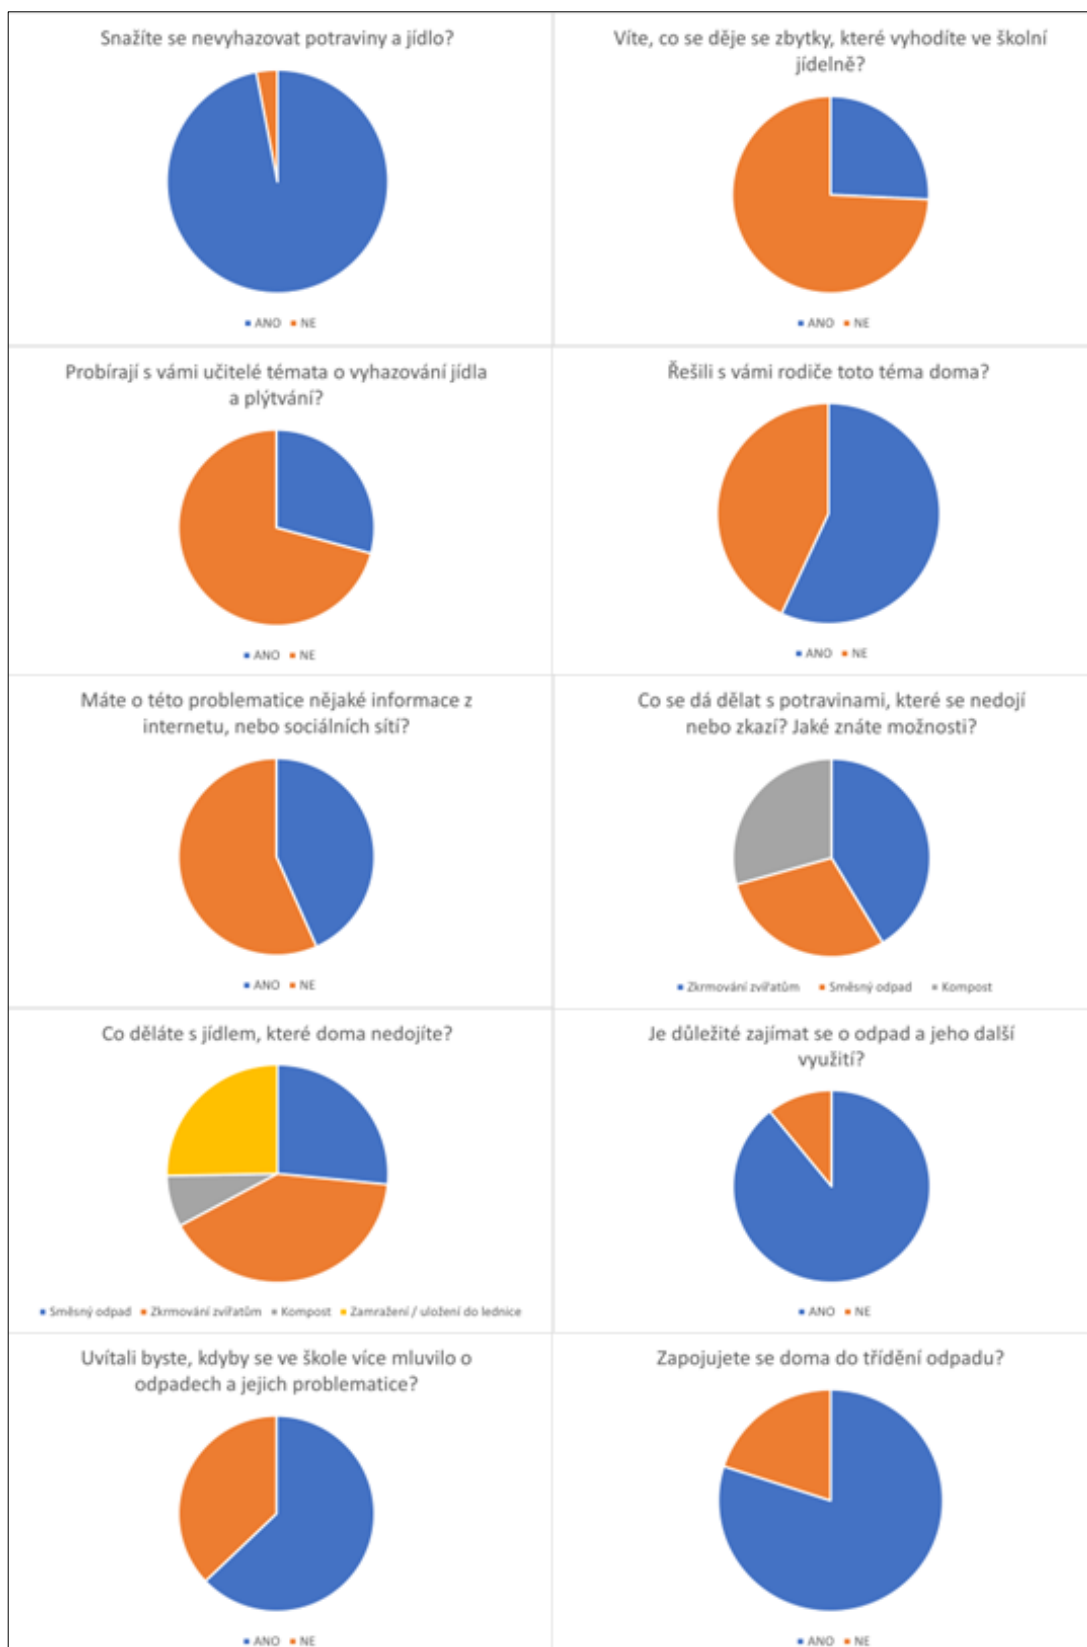 Snažíte se nevyhazovat potraviny a jídlo?
ANO NE
Víte, co se děje se zbytky, které vyhodíte ve školní
jídelně?
ANO NE
Probírají s vámi učitelé témata o vyhazování jídla
a plýtvání?
ANO NE
Řešili s vámi rodiče toto téma doma?
ANO NE
Máte o této problematice nějaké informace z
internetu, nebo sociálních sítí?
ANO NE
Co se dá dělat s potravinami, které se nedojí
nebo zkazí? Jaké znáte možnosti?
Zkrmování zvířatům Směsný odpad Kompost
Co děláte s jídlem, které doma nedojíte?
Směsný odpad Zkrmování zvířatům Kompost Zamražení / uložení do lednice
Je důležité zajímat se o odpad a jeho další
využití?
ANO NE
Uvítali byste, kdyby se ve škole více mluvilo o
odpadech a jejich problematice?
ANO NE
Zapojujete se doma do třídění odpadu?
ANO NE